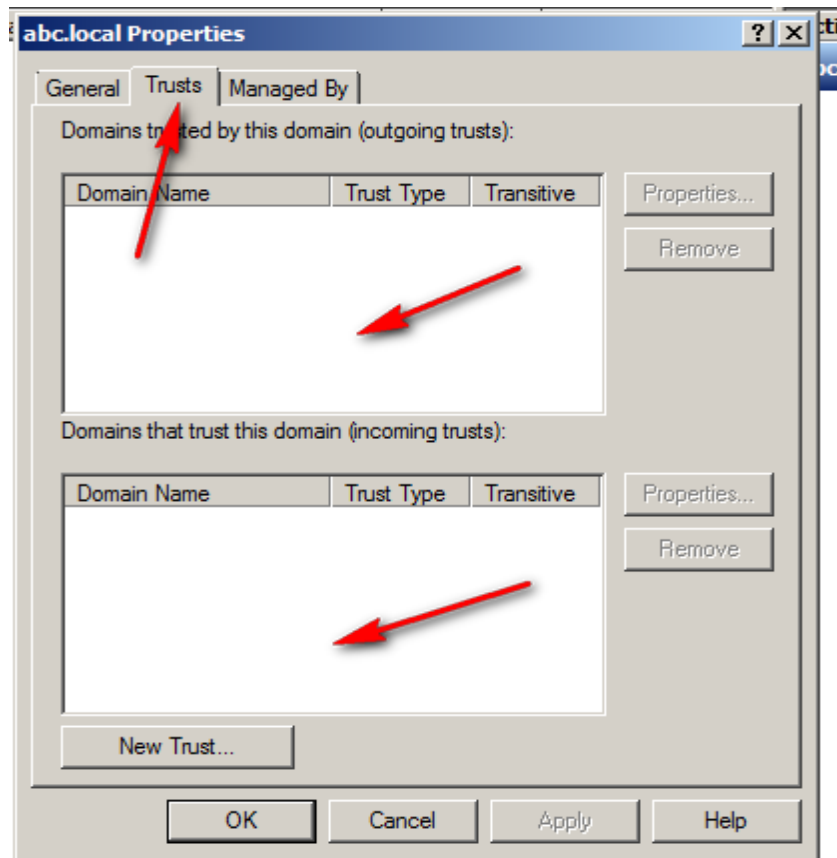 abc.local Properties
General Trusts Managed By
Domains trusted by this domain (outgoing trusts):
Domain Name Trust Type Transitive
Properties...
Remove
Domains that trust this domain (incoming trusts):
Domain Name Trust Type Transitive
Properties...
Remove
New Trust...
OK Cancel Apply Help